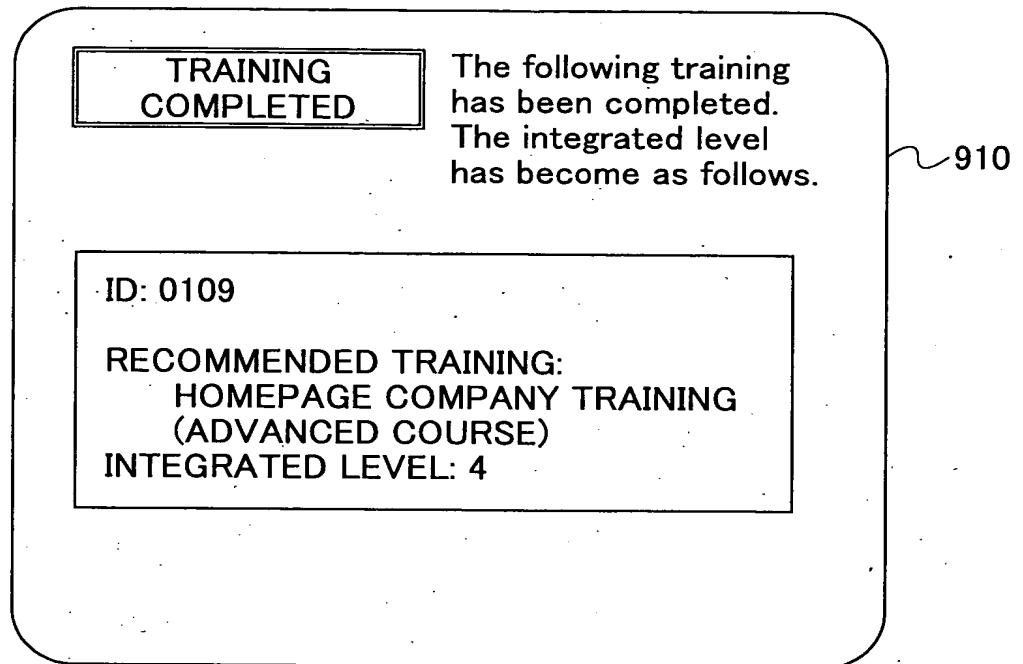 TRAINING
COMPLETED
The following training
has been completed.
The integrated level
has become as follows.
910
ID: 0109
RECOMMENDED TRAINING:
HOMEPAGE COMPANY TRAINING
(ADVANCED COURSE)
INTEGRATED LEVEL: 4